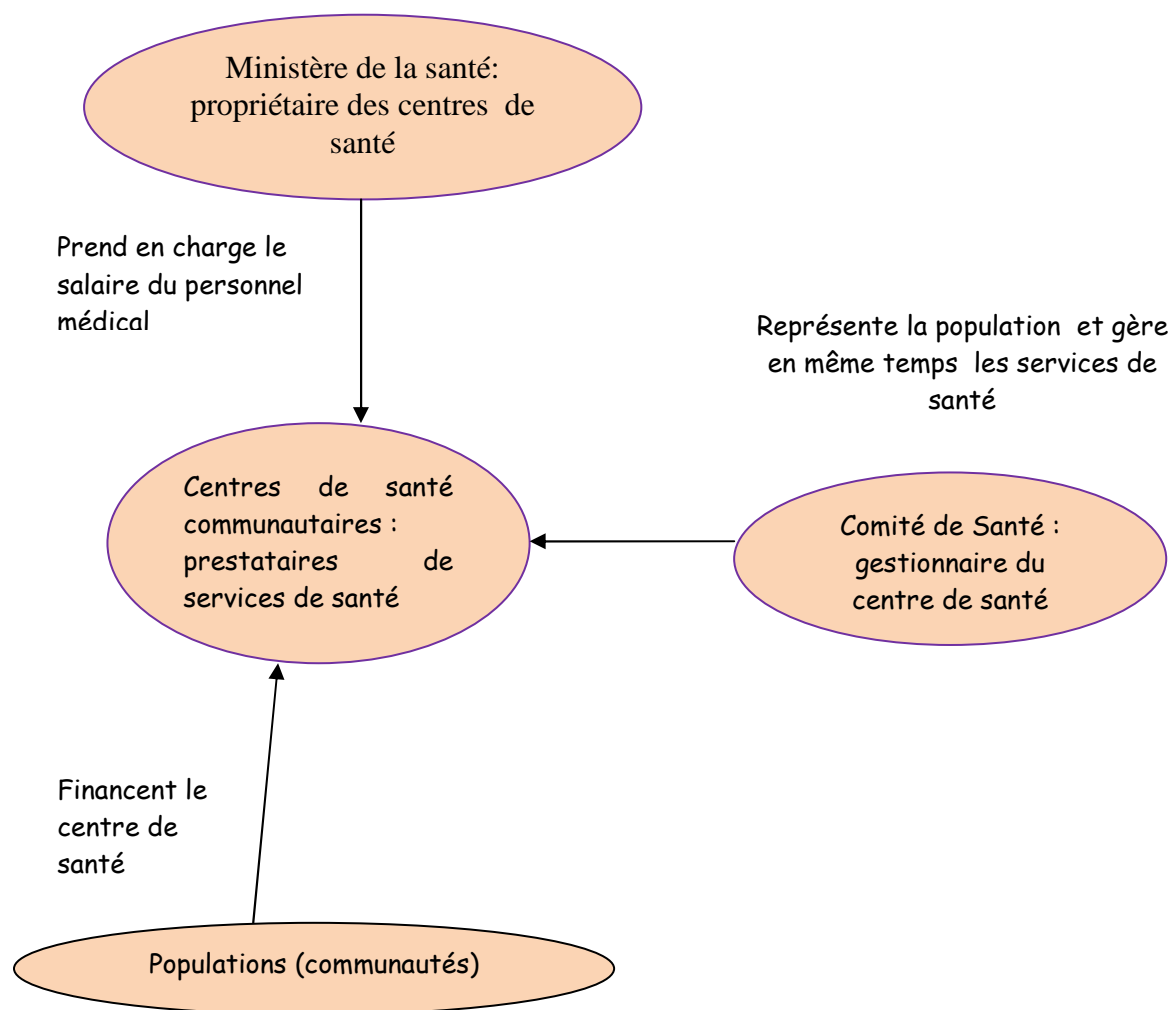 Ministère de la santé:
propriétaire des centres de
santé
Prend en charge le
salaire du personnel
médical
Représente la population et gère
en même temps les services de
santé
Centres de santé
communautaires :
prestataires de
services de santé
Comité de Santé :
gestionnaire du
centre de santé
Financent le
centre de
santé
Populations (communautés)